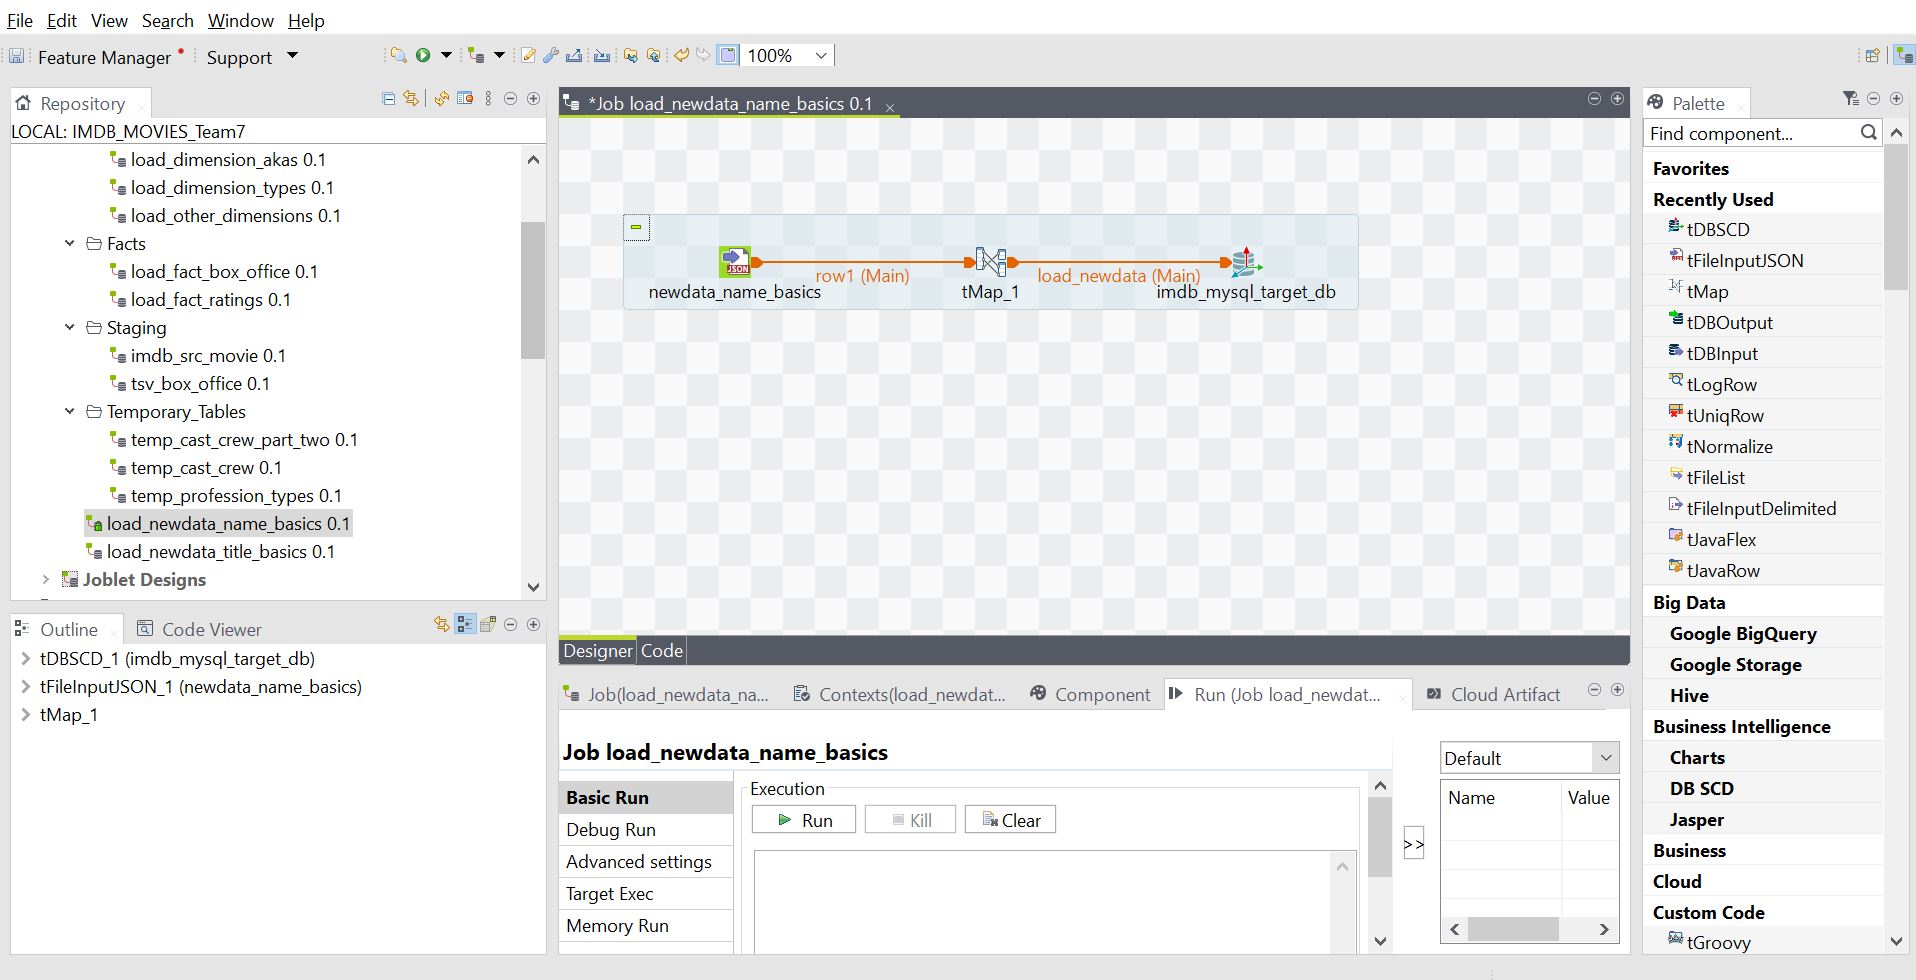 File Edit View Search Window Help
Feature Manager Support 100%
Repository
LOCAL: IMDB_MOVIES_Team7
load_dimension_akas 0.1
load_dimension_types 0.1
load_other_dimensions 0.1
Facts
load_fact_box_office 0.1
load_fact_ratings 0.1
Staging
imdb_src_movie 0.1
tsv_box_office 0.1
Temporary_Tables
temp_cast_crew_part_two 0.1
temp_cast_crew 0.1
temp_profession_types 0.1
load_newdata_name_basics 0.1
load_newdata_title_basics 0.1
Joblet Designs
Outline Code Viewer
tDBSCD_1 (imdb_mysql_target_db)
tFileInputJSON_1 (newdata_name_basics)
tMap_1
*Job load_newdata_name_basics 0.1
JSON
row1 (Main) load_newdata (Main)
newdata_name_basics tMap_1 imdb_mysql_target_db
Designer Code
Job(load_newdata_na... Contexts(load_newdat... Component Run (Job load_newdat... Cloud Artifact
Job load_newdata_name_basics
Basic Run
Debug Run
Advanced settings
Target Exec
Memory Run
Execution
Run Kill Clear
>>
Default
Name Value
Palette
Find component...
Favorites
Recently Used
tDBSCD
tFileInputJSON
tMap
tDBOutput
tDBInput
tLogRow
tUniqRow
tNormalize
tFileList
tFileInputDelimited
tJavaFlex
tJavaRow
Big Data
Google BigQuery
Google Storage
Hive
Business Intelligence
Charts
DB SCD
Jasper
Business
Cloud
Custom Code
tGroovy